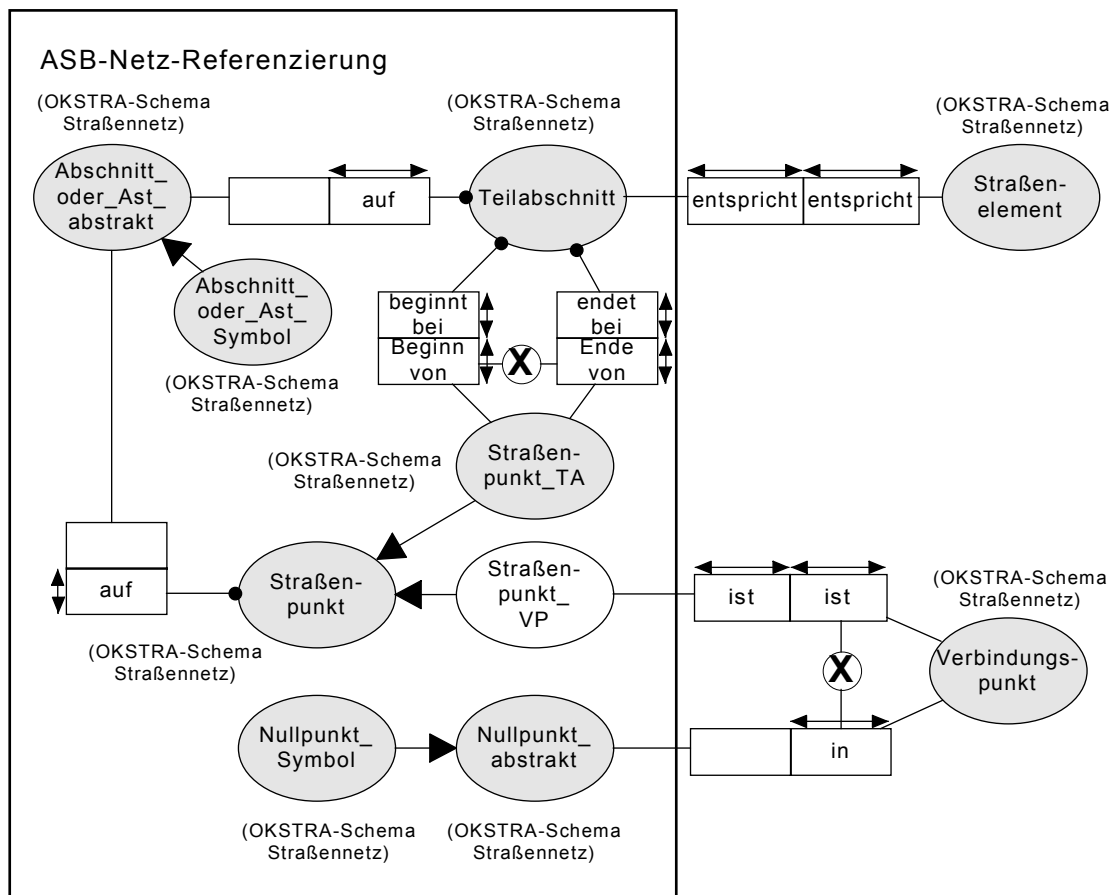 ASB-Netz-Referenzierung
(OKSTRA-Schema
Straßennetz)
(OKSTRA-Schema
Straßennetz)
(OKSTRA-Schema
Straßennetz)
Abschnitt_
oder_Ast_
abstrakt
auf
Teilabschnitt
entspricht
entspricht
Straßen-
element
Abschnitt_
oder_Ast_
Symbol
(OKSTRA-Schema
Straßennetz)
beginnt
bei
Beginn
von
X
endet
bei
Ende
von
(OKSTRA-Schema
Straßennetz)
Straßen-
punkt_TA
auf
(OKSTRA-Schema
Straßennetz)
Straßen-
punkt
Straßen-
punkt_
VP
ist
ist
(OKSTRA-Schema
Straßennetz)
X
Verbindungs-
punkt
Nullpunkt_
Symbol
Nullpunkt_
abstrakt
in
(OKSTRA-Schema
Straßennetz)
(OKSTRA-Schema
Straßennetz)